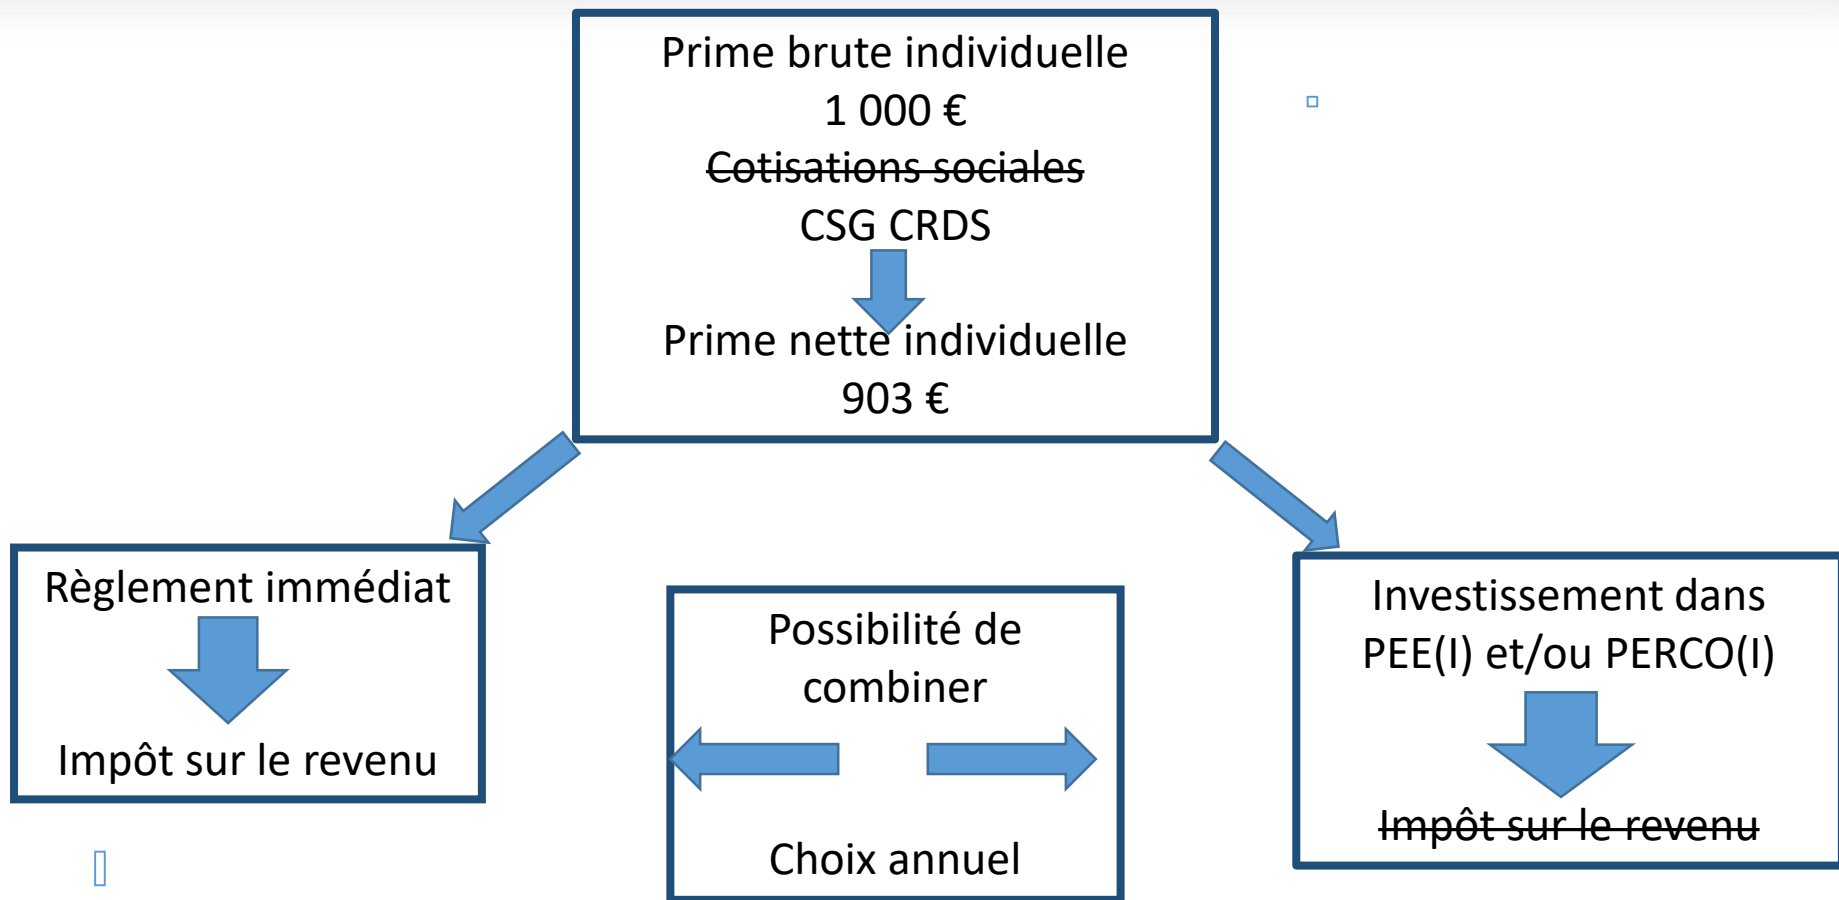 Prime brute individuelle
1 000 €
Cotisations sociales
CSG CRDS
Prime nette individuelle
903 €
Règlement immédiat
Impôt sur le revenu
Possibilité de
combiner
Choix annuel
Investissement dans
PEE(I) et/ou PERCO(I)
Impôt sur le revenu